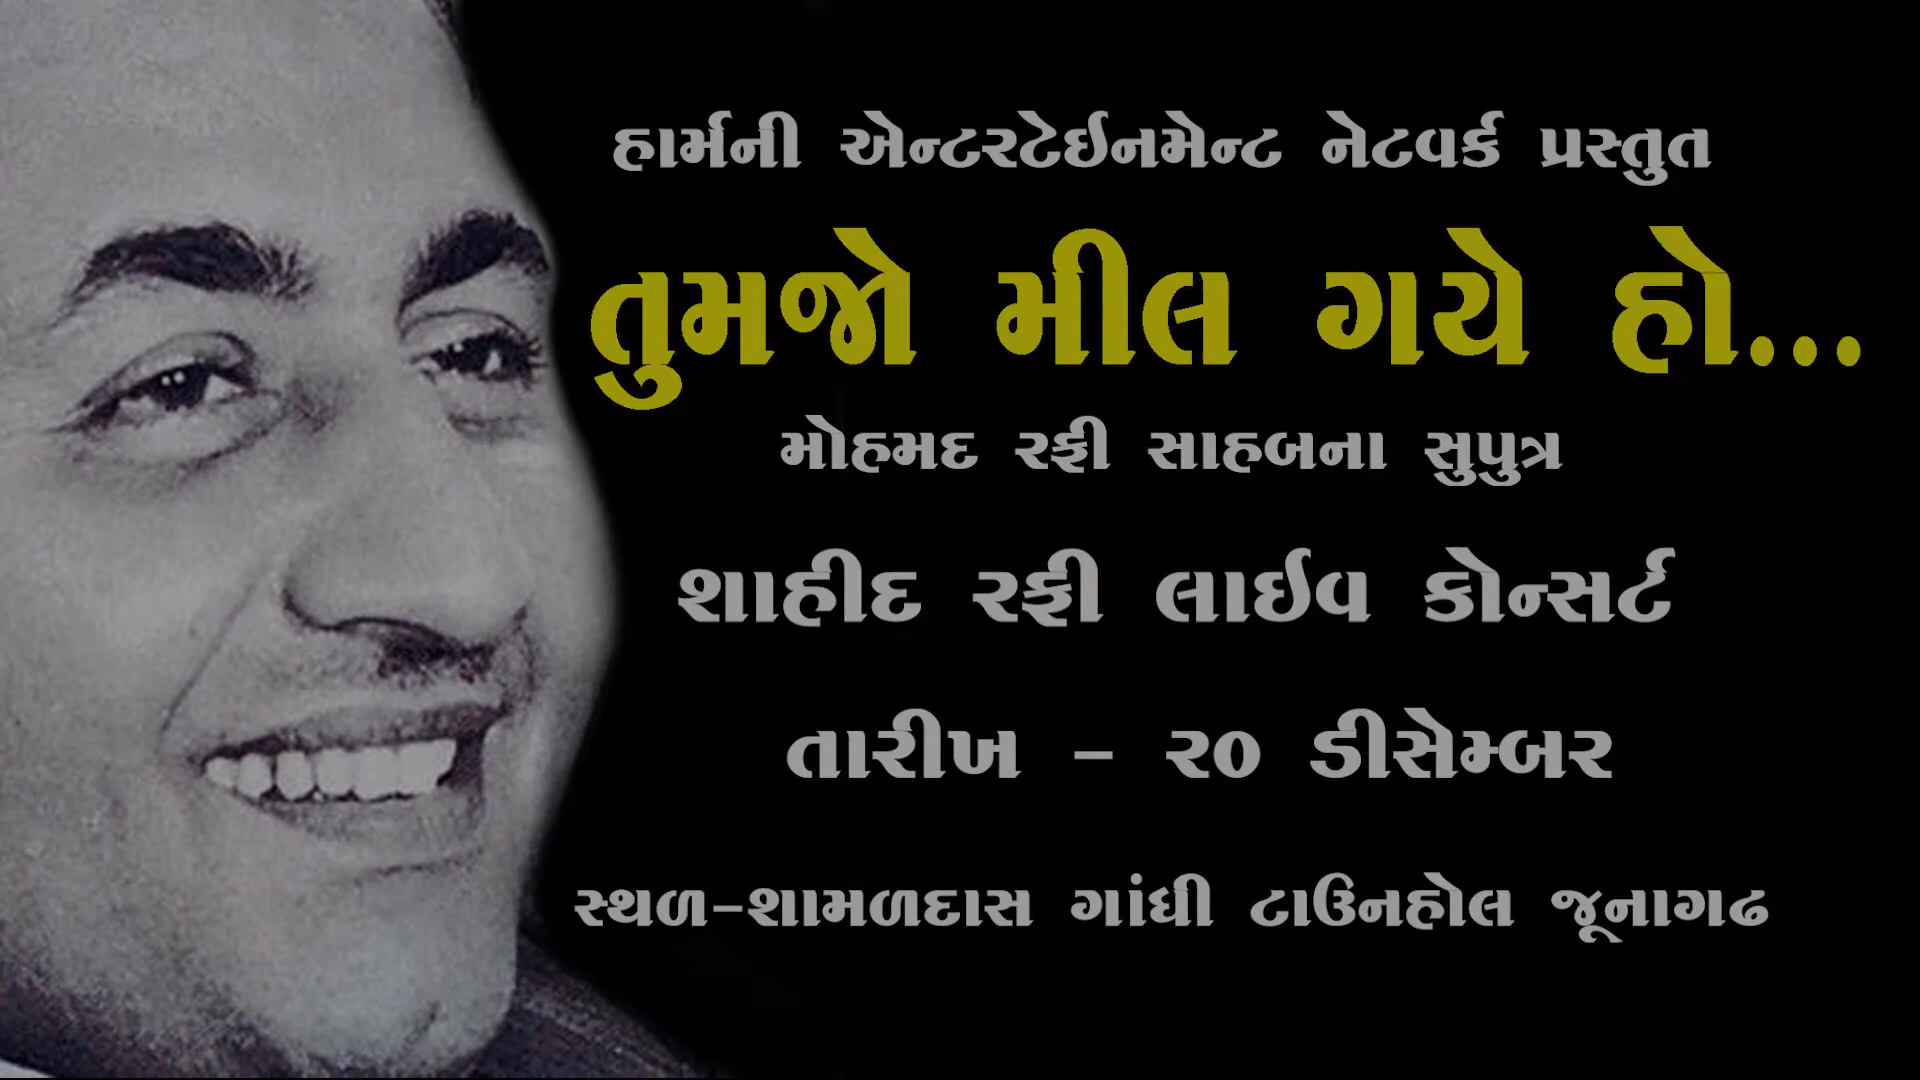 હાર્મની એન્ટરટેઈનમેન્ટ નેટવર્ક પ્રસ્તુત
તુમજો મીલ ગયે હો...
મોહમદ રફી સાહબના સુપુત્ર
શાહીદ રફી લાઇવ કોન્સર્ટ
તારીખ - ૨૦ ડીસેમ્બર
સ્થળ-શામળદાસ ગાંધી ટાઉનહોલ જૂનાગઢ